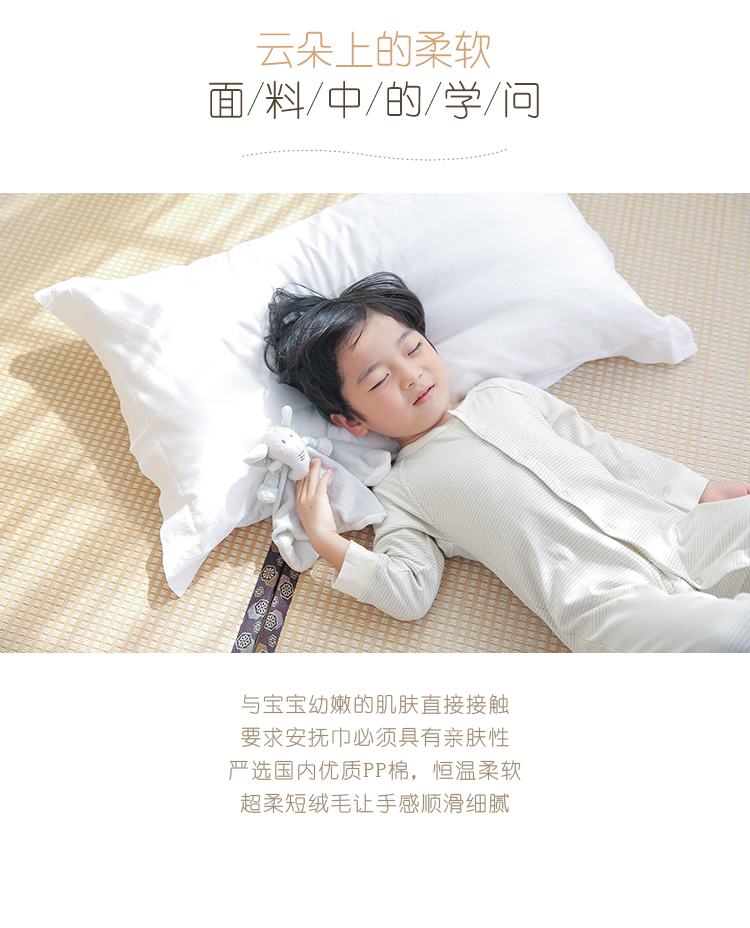 云朵上的柔软
面/料/中/的/学/问
与宝宝幼嫩的肌肤直接接触
要求安抚巾必须具有亲肤性
严选国内优质PP棉，恒温柔软
超柔短绒毛让手感顺滑细腻